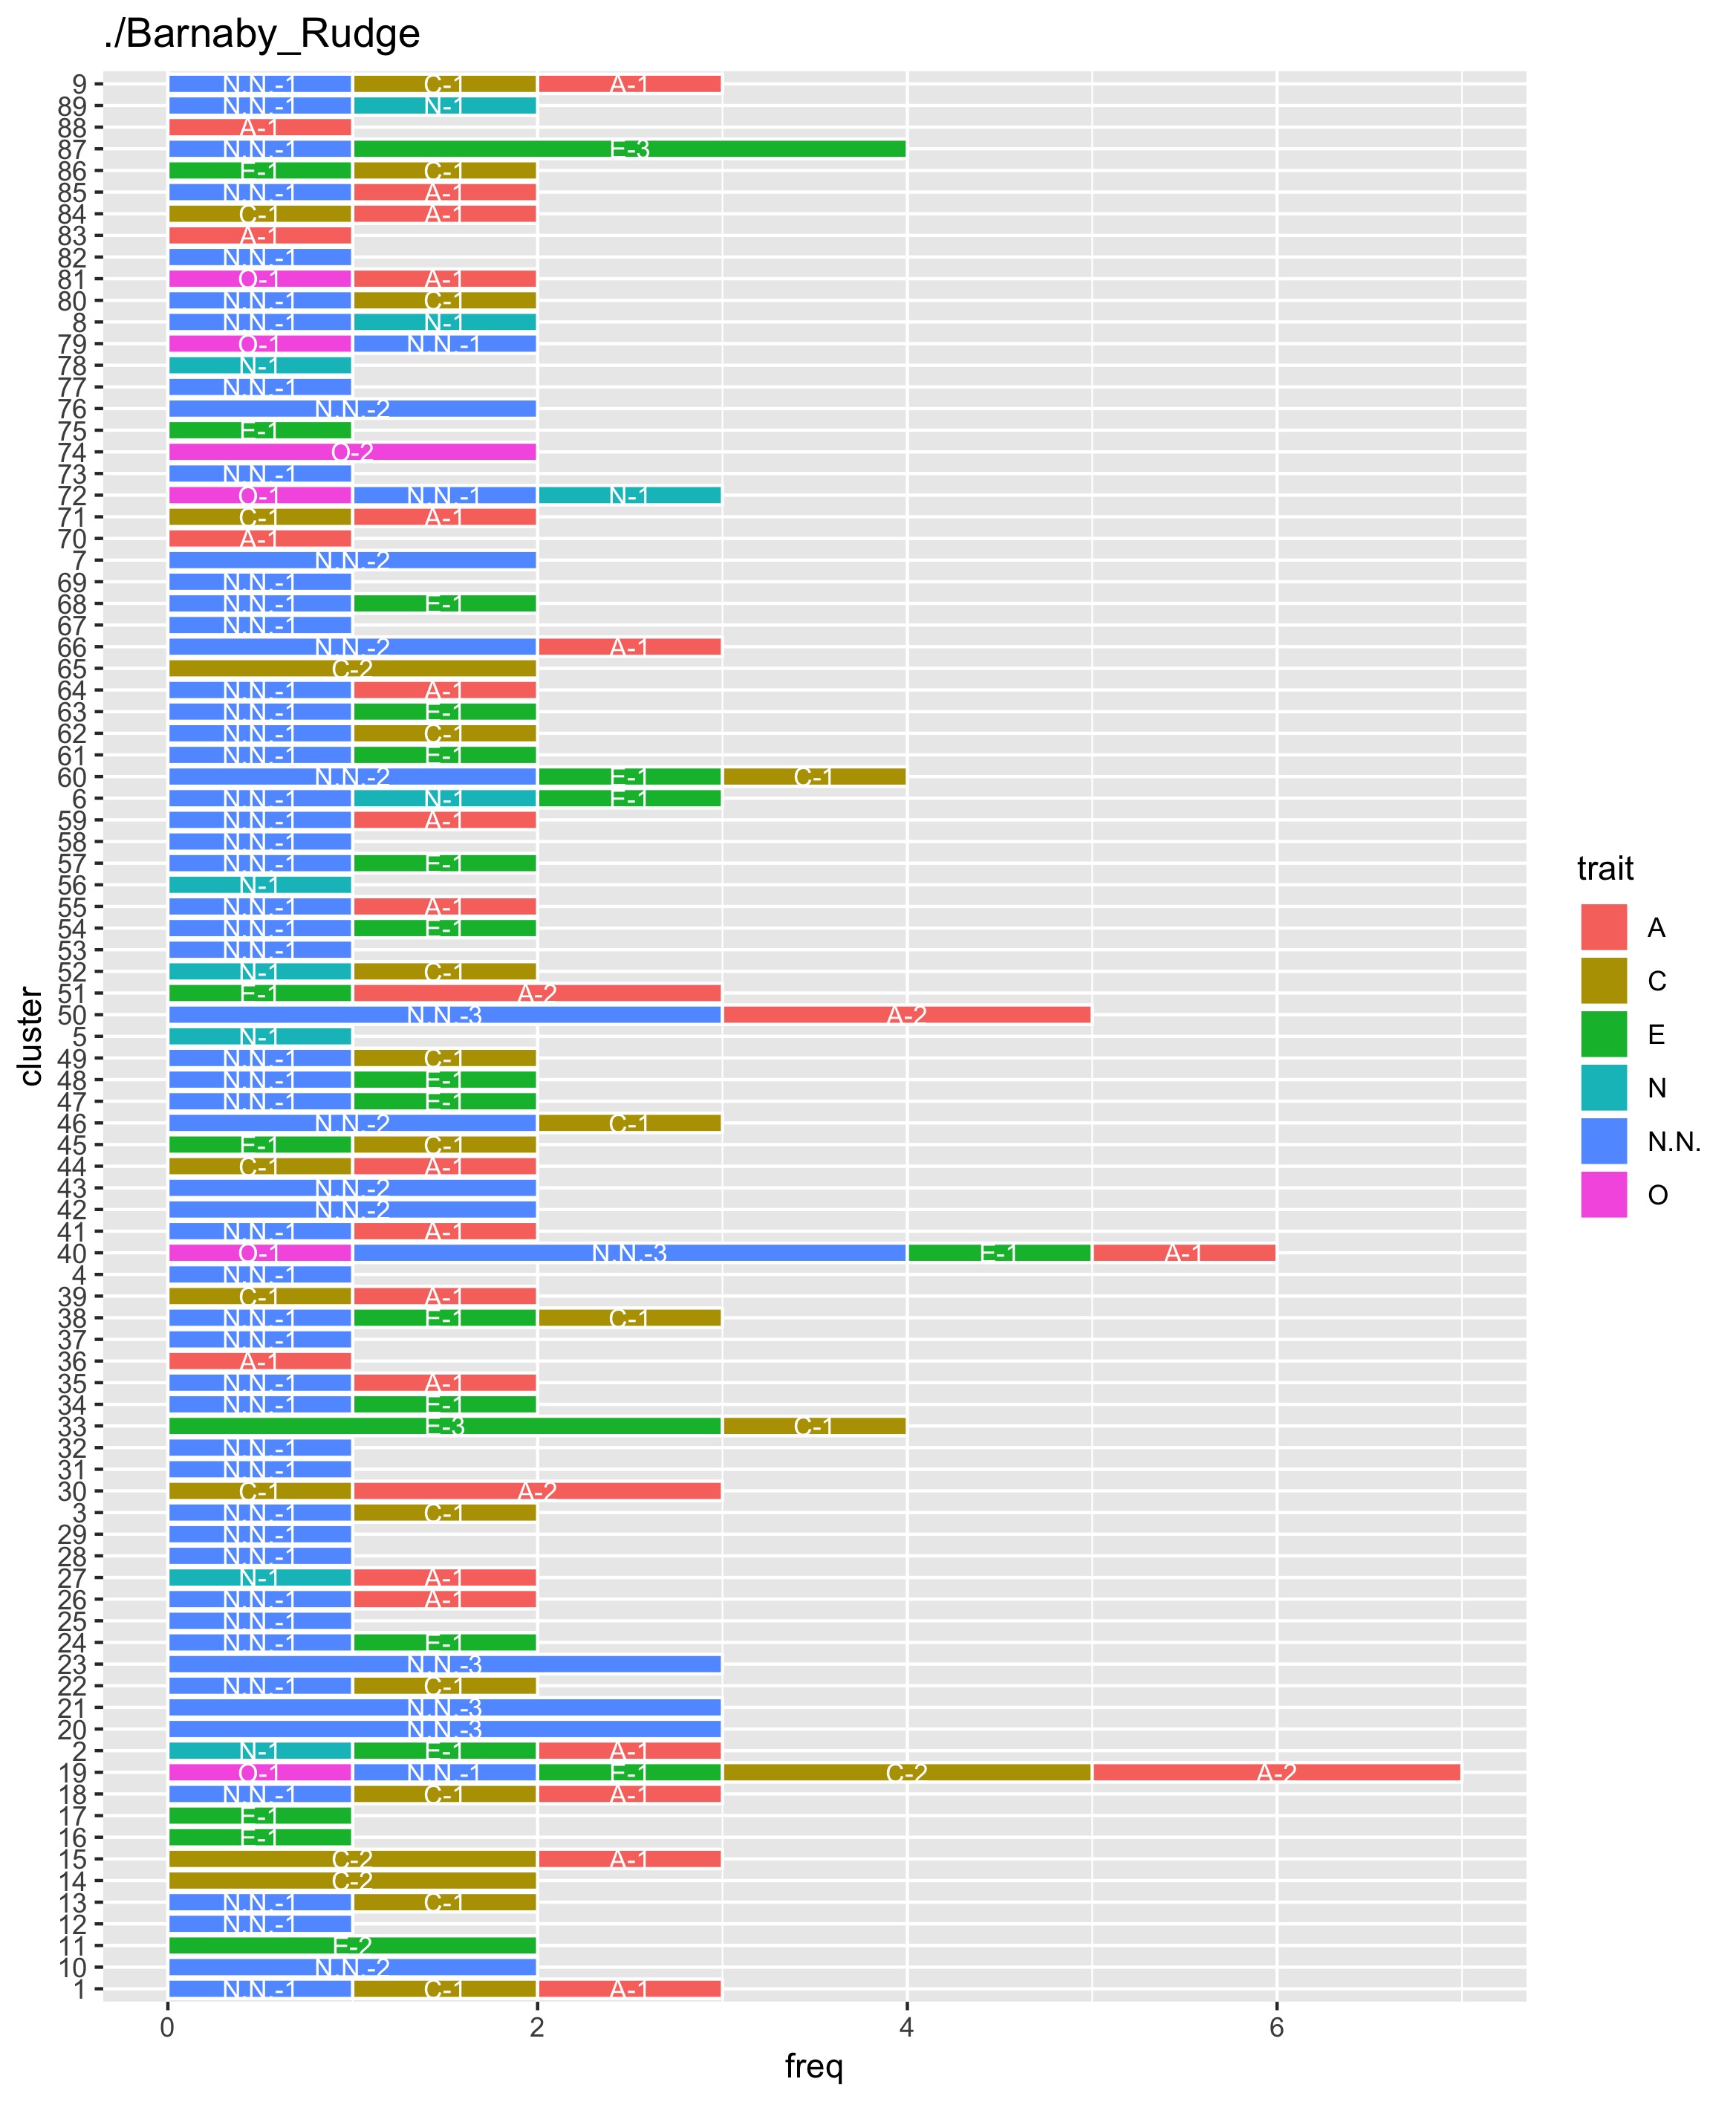 ./Barnaby_Rudge
9 N.N.-1 C-1 A-1
89 N.N.-1 N-1
88 A-1
87 N.N.-1 E-3
86 E-1 C-1
85 N.N.-1 A-1
84 C-1 A-1
83 A-1
82 N.N.-1
81 O-1 A-1
80 N.N.-1 C-1
8 N.N.-1 N-1
79 O-1 N.N.-1
78 N-1
77 N.N.-1
76 N.N.-2
75 E-1
74 O-2
73 N.N.-1
72 O-1 N.N.-1 N-1
71 C-1 A-1
70 A-1
7 N.N.-2
69 N.N.-1
68 N.N.-1 E-1
67 N.N.-1
66 N.N.-2 A-1
65 C-2
64 N.N.-1 A-1
63 N.N.-1 E-1
62 N.N.-1 C-1
61 N.N.-1 E-1
60 N.N.-2 E-1 C-1
6 N.N.-1 N-1 E-1
59 N.N.-1 A-1
58 N.N.-1
57 N.N.-1 E-1
56 N-1
55 N.N.-1 A-1
54 N.N.-1 E-1
53 N.N.-1
52 N-1 C-1
51 E-1 A-2
50 N.N.-3 A-2
5 N-1
49 N.N.-1 C-1
48 N.N.-1 E-1
47 N.N.-1 E-1
46 N.N.-2 C-1
45 E-1 C-1
44 C-1 A-1
43 N.N.-2
42 N.N.-2
41 N.N.-1 A-1
40 O-1 N.N.-3 E-1 A-1
4 N.N.-1
39 C-1 A-1
38 N.N.-1 E-1 C-1
37 N.N.-1
36 A-1
35 N.N.-1 A-1
34 N.N.-1 E-1
33 E-3 C-1
32 N.N.-1
31 N.N.-1
30 C-1 A-2
3 N.N.-1 C-1
29 N.N.-1
28 N.N.-1
27 N-1 A-1
26 N.N.-1 A-1
25 N.N.-1
24 N.N.-1 E-1
23 N.N.-3
22 N.N.-1 C-1
21 N.N.-3
20 N.N.-3
2 N-1 E-1 A-1
19 O-1 N.N.-1 E-1 C-2 A-2
18 N.N.-1 C-1 A-1
17 E-1
16 E-1
15 C-2 A-1
14 C-2
13 N.N.-1 C-1
12 N.N.-1
11 E-2
10 N.N.-2
1 N.N.-1 C-1 A-1
0 2 4 6
freq
cluster
trait
A
C
E
N
N.N.
O